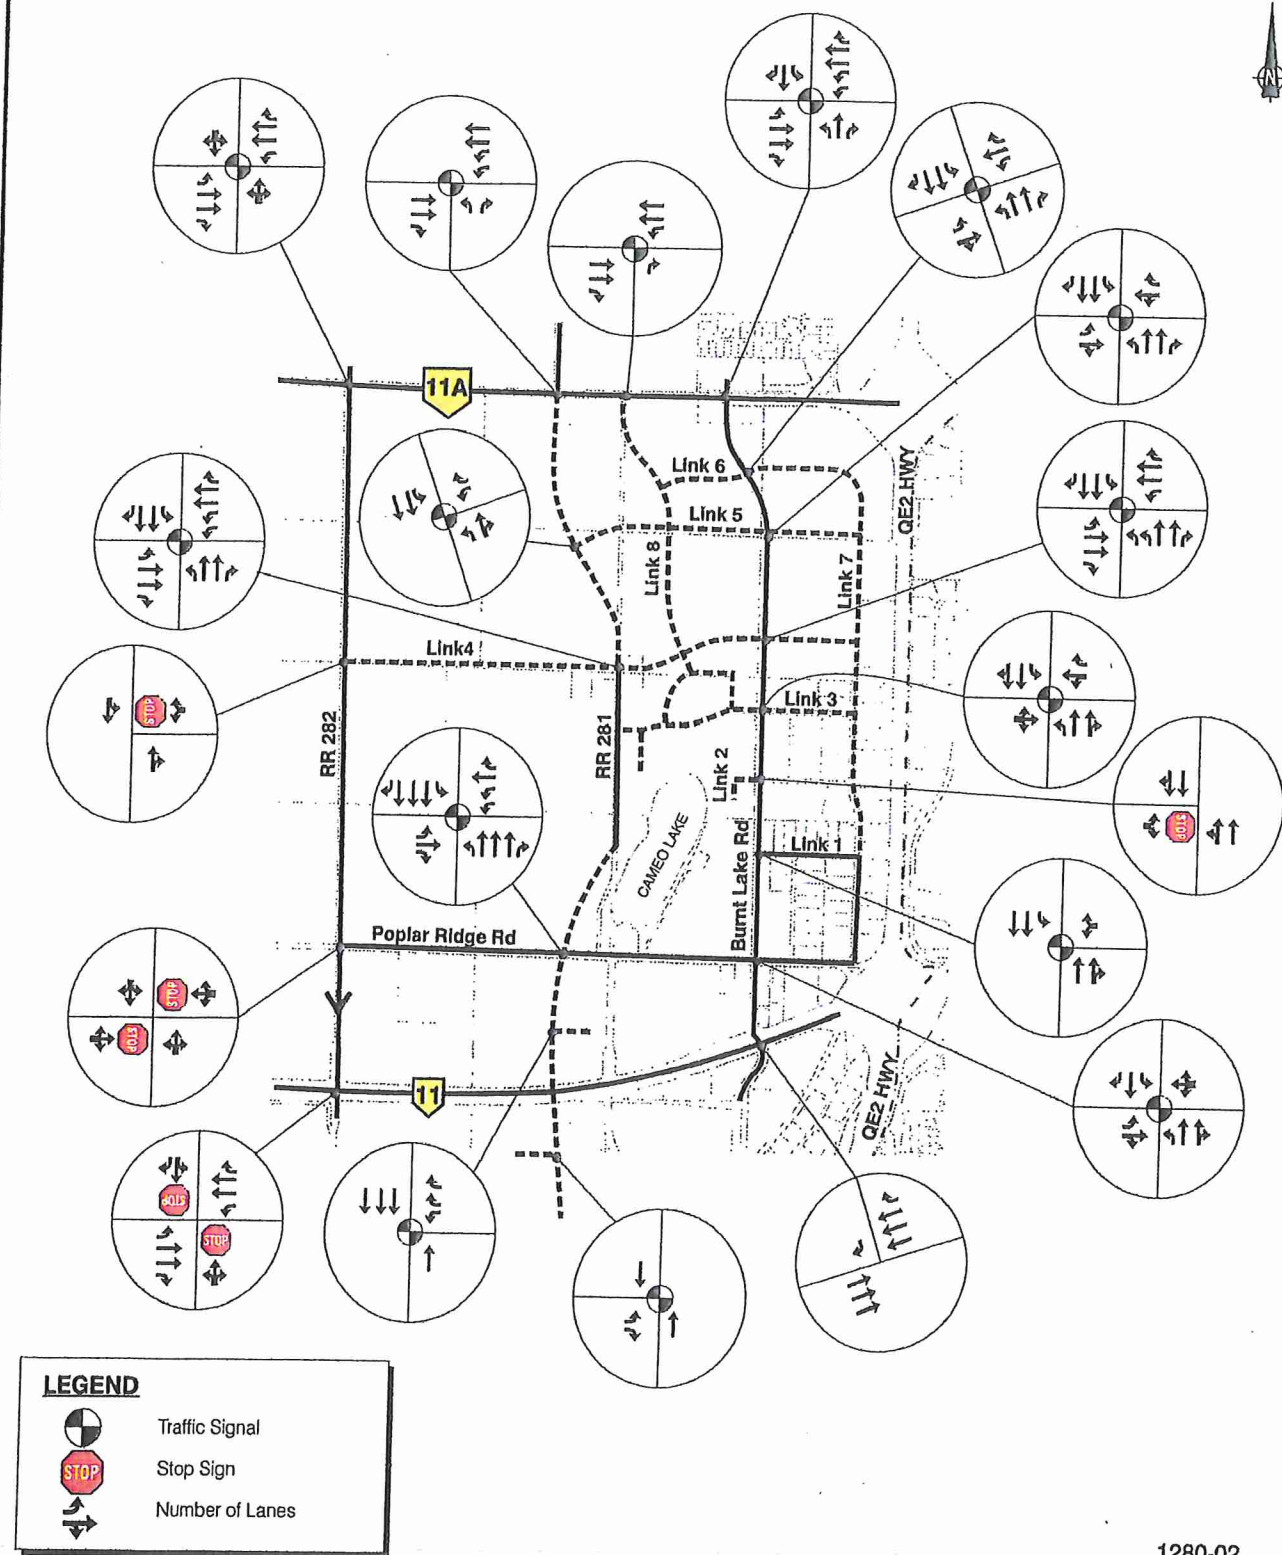 N
11A
Link 6
QE2 HWY
Link 5
Link 8
Link 7
Link4
STOP
RR 282
RR 281
Link 3
Link 2
STOP
CAMEO LAKE
Burnt Lake Rd
Link 1
Poplar Ridge Rd
STOP
STOP
11
QE2 HWY
STOP
STOP
LEGEND
Traffic Signal
STOP
Stop Sign
Number of Lanes
1280-02